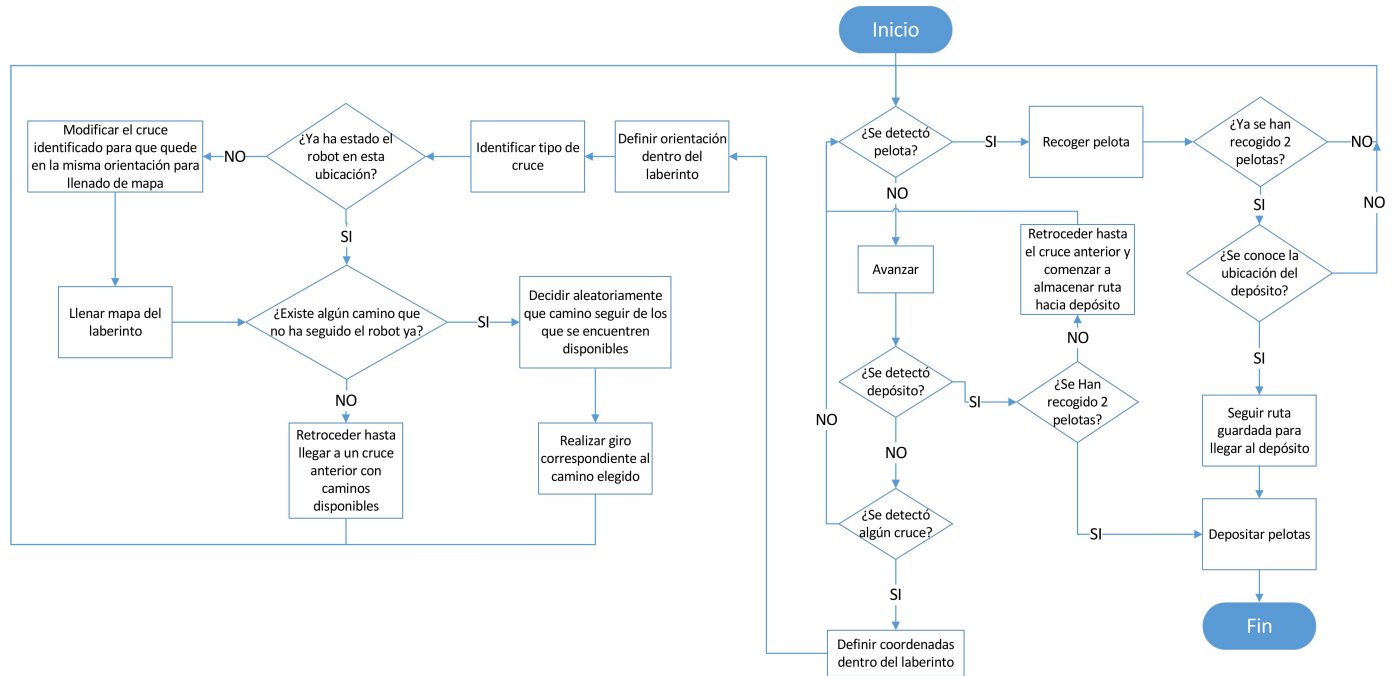 Inicio
¿Se detectó
pelota?
SI
Recoger pelota
¿Ya se han
recogido 2
pelotas?
NO
NO
SI
¿Se conoce la
ubicación del
depósito?
NO
SI
Seguir ruta
guardada para
llegar al depósito
Depositar pelotas
Fin
Avanzar
¿Se detectó
depósito?
SI
¿Se Han
recogido 2
pelotas?
NO
Retroceder hasta
el cruce anterior y
comenzar a
almacenar ruta
hacia depósito
SI
NO
¿Se detectó
algún cruce?
NO
SI
Definir coordenadas
dentro del laberinto
Definir orientación
dentro del
laberinto
Identificar tipo de
cruce
¿Ya ha estado el
robot en esta
ubicación?
NO
Modificar el cruce
identificado para que quede
en la misma orientación para
llenado de mapa
Llenar mapa del
laberinto
SI
¿Existe algún camino que
no ha seguido el robot ya?
SI
Decidir aleatoriamente
que camino seguir de los
que se encuentren
disponibles
Realizar giro
correspondiente al
camino elegido
NO
Retroceder hasta
llegar a un cruce
anterior con
caminos
disponibles